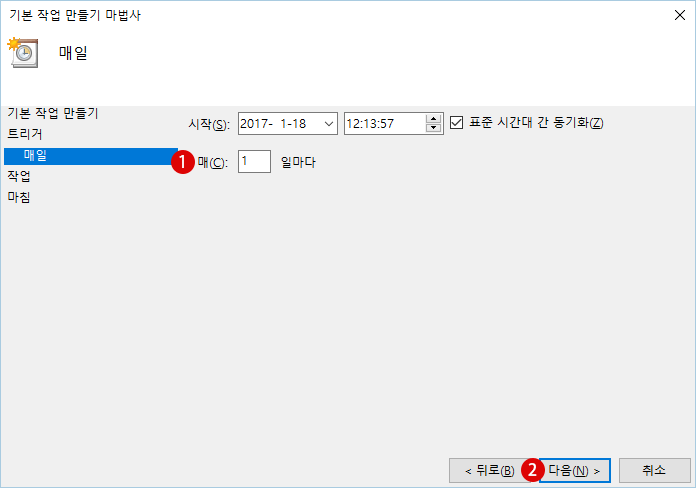 기본 작업 만들기 마법사
매일
기본 작업 만들기
트리거
매일
작업
마침
시작(S): 2017- 1-18 12:13:57 표준 시간대 간 동기화(Z)
1 매(C): 1 일마다
< 뒤로(B) 2 다음(N) > 취소